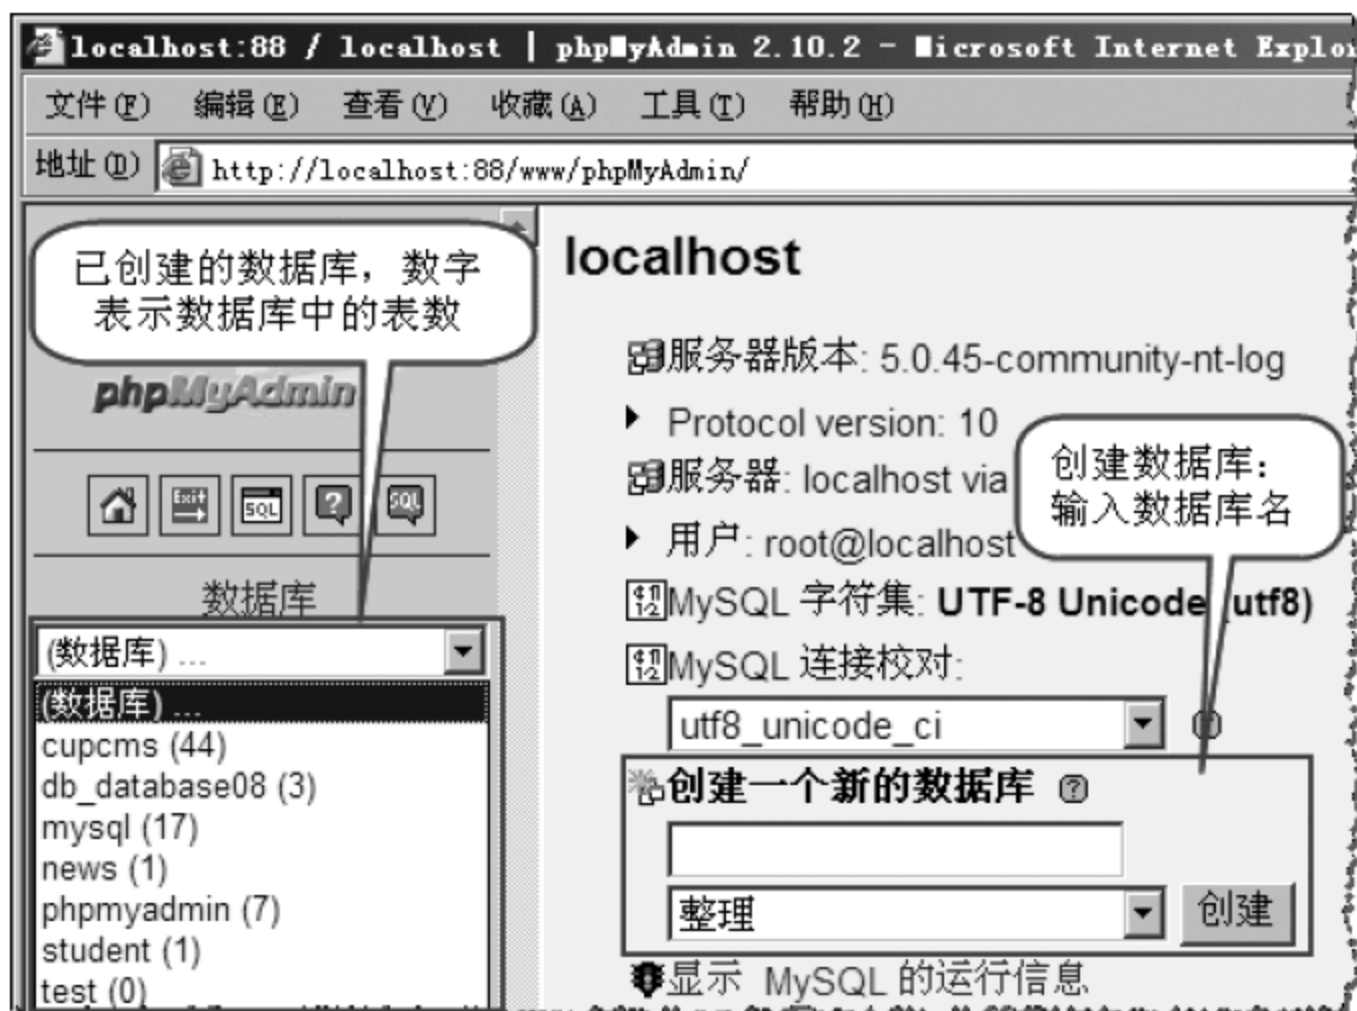 localhost:88 / localhost | phpMyAdmin 2.10.2 - Microsoft Internet Explo
文件(F) 编辑(E) 查看(V) 收藏(A) 工具(T) 帮助(H)
地址(D) http://localhost:88/www/phpMyAdmin/
已创建的数据库，数字
表示数据库中的表数
phpMyAdmin
Exit SQL ? SQL
数据库
(数据库) ...
(数据库) ...
cupcms (44)
db_database08 (3)
mysql (17)
news (1)
phpmyadmin (7)
student (1)
test (0)
localhost
服务器版本: 5.0.45-community-nt-log
Protocol version: 10
服务器: localhost via
用户: root@localhost
创建数据库：
输入数据库名
MySQL 字符集: UTF-8 Unicode (utf8)
MySQL 连接校对:
utf8_unicode_ci
创建一个新的数据库 ?
整理
创建
显示 MySQL 的运行信息